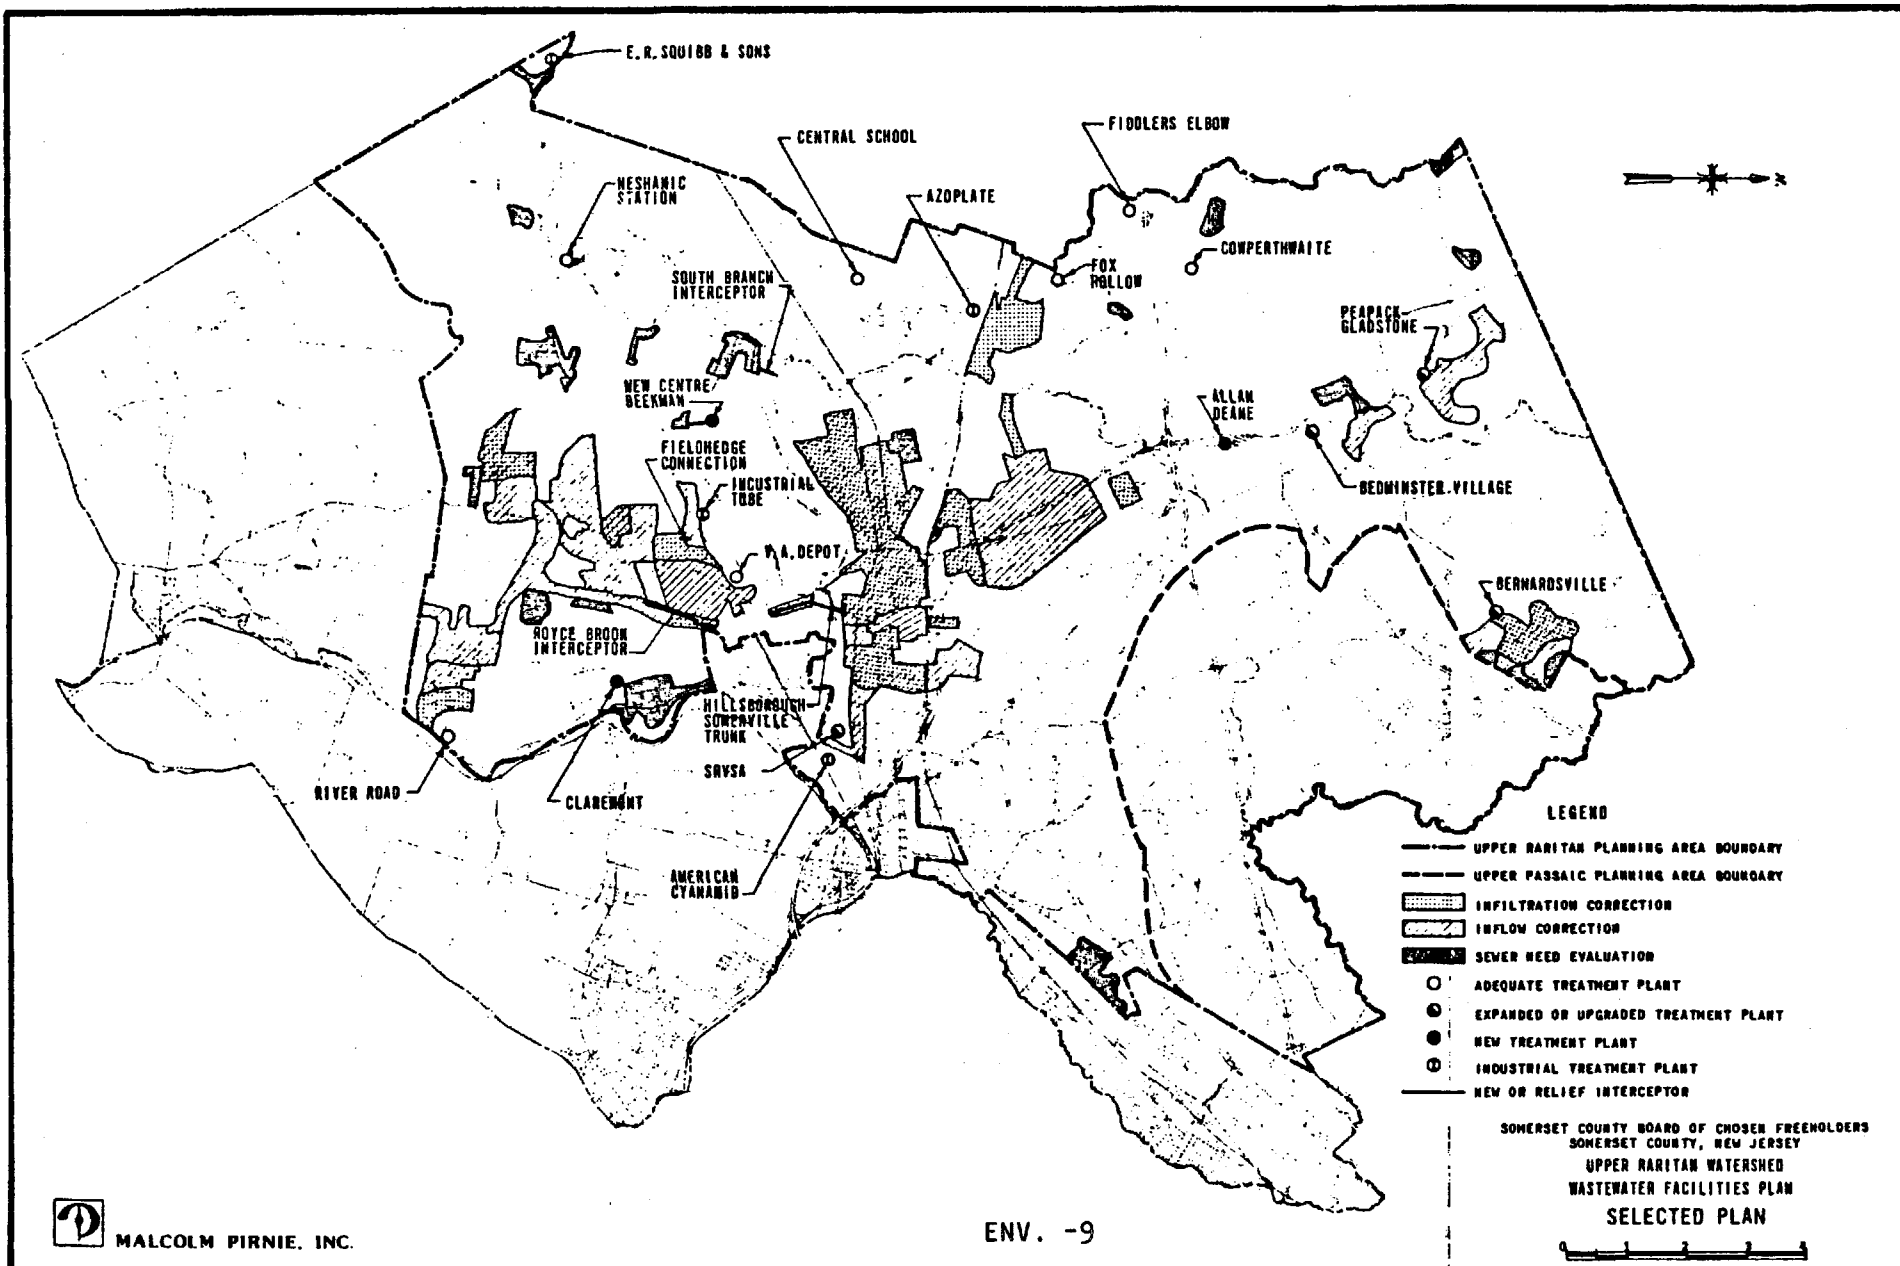 E.R. SQUIBB & SONS
CENTRAL SCHOOL
FIDDLERS ELBOW
NESHANIC
STATION
AZOPLATE
COWPERTHWAITE
SOUTH BRANCH
INTERCEPTOR
FOX
HOLLOW
PEAPACK
GLADSTONE
NEW CENTRE
BEEKMAN
ALLAN
DEANE
FIELDHEDGE
CONNECTION
INDUSTRIAL
TUBE
BEDMINSTER VILLAGE
V.A. DEPOT
BERNARDSVILLE
ROYCE BROOK
INTERCEPTOR
HILLSBOROUGH
SOMERVILLE
TRUNK
SRVSA
RIVER ROAD
CLAREMONT
AMERICAN
CYANAMID
N
LEGEND
UPPER RARITAN PLANNING AREA BOUNDARY
UPPER PASSAIC PLANNING AREA BOUNDARY
INFILTRATION CORRECTION
INFLOW CORRECTION
SEWER NEED EVALUATION
ADEQUATE TREATMENT PLANT
EXPANDED OR UPGRADED TREATMENT PLANT
NEW TREATMENT PLANT
INDUSTRIAL TREATMENT PLANT
NEW OR RELIEF INTERCEPTOR
SOMERSET COUNTY BOARD OF CHOSEN FREEHOLDERS
SOMERSET COUNTY, NEW JERSEY
UPPER RARITAN WATERSHED
WASTEWATER FACILITIES PLAN
SELECTED PLAN
0 1 2 3 4
MALCOLM PIRNIE, INC.
ENV. -9